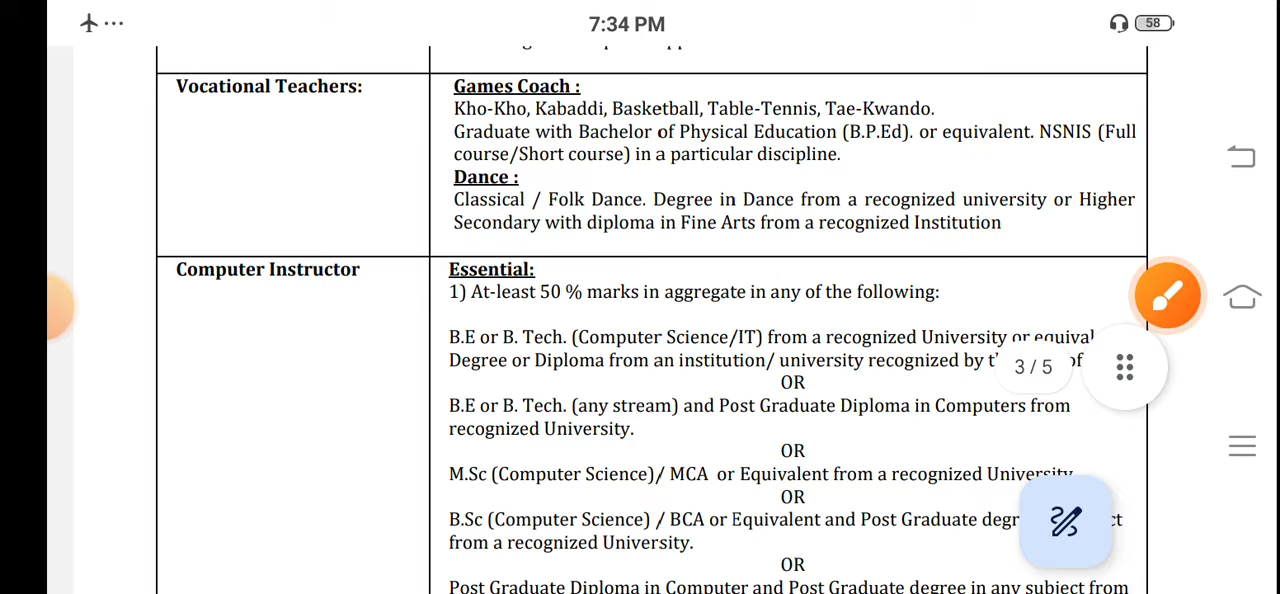 7:34 PM
58
Vocational Teachers:
Games Coach :
Kho-Kho, Kabaddi, Basketball, Table-Tennis, Tae-Kwando.
Graduate with Bachelor of Physical Education (B.P.Ed). or equivalent. NSNIS (Full
course/Short course) in a particular discipline.
Dance :
Classical / Folk Dance. Degree in Dance from a recognized university or Higher
Secondary with diploma in Fine Arts from a recognized Institution
Computer Instructor
Essential:
1) At-least 50 % marks in aggregate in any of the following:
B.E or B. Tech. (Computer Science/IT) from a recognized University or
Degree or Diploma from an institution/ university recognized by
3 / 5
OR
B.E or B. Tech. (any stream) and Post Graduate Diploma in Computers from
recognized University.
OR
M.Sc (Computer Science)/ MCA or Equivalent from a recognized University
OR
B.Sc (Computer Science) / BCA or Equivalent and Post Graduate
from a recognized University.
OR
Post Graduate Diploma in Computer and Post Graduate degree in any subject from